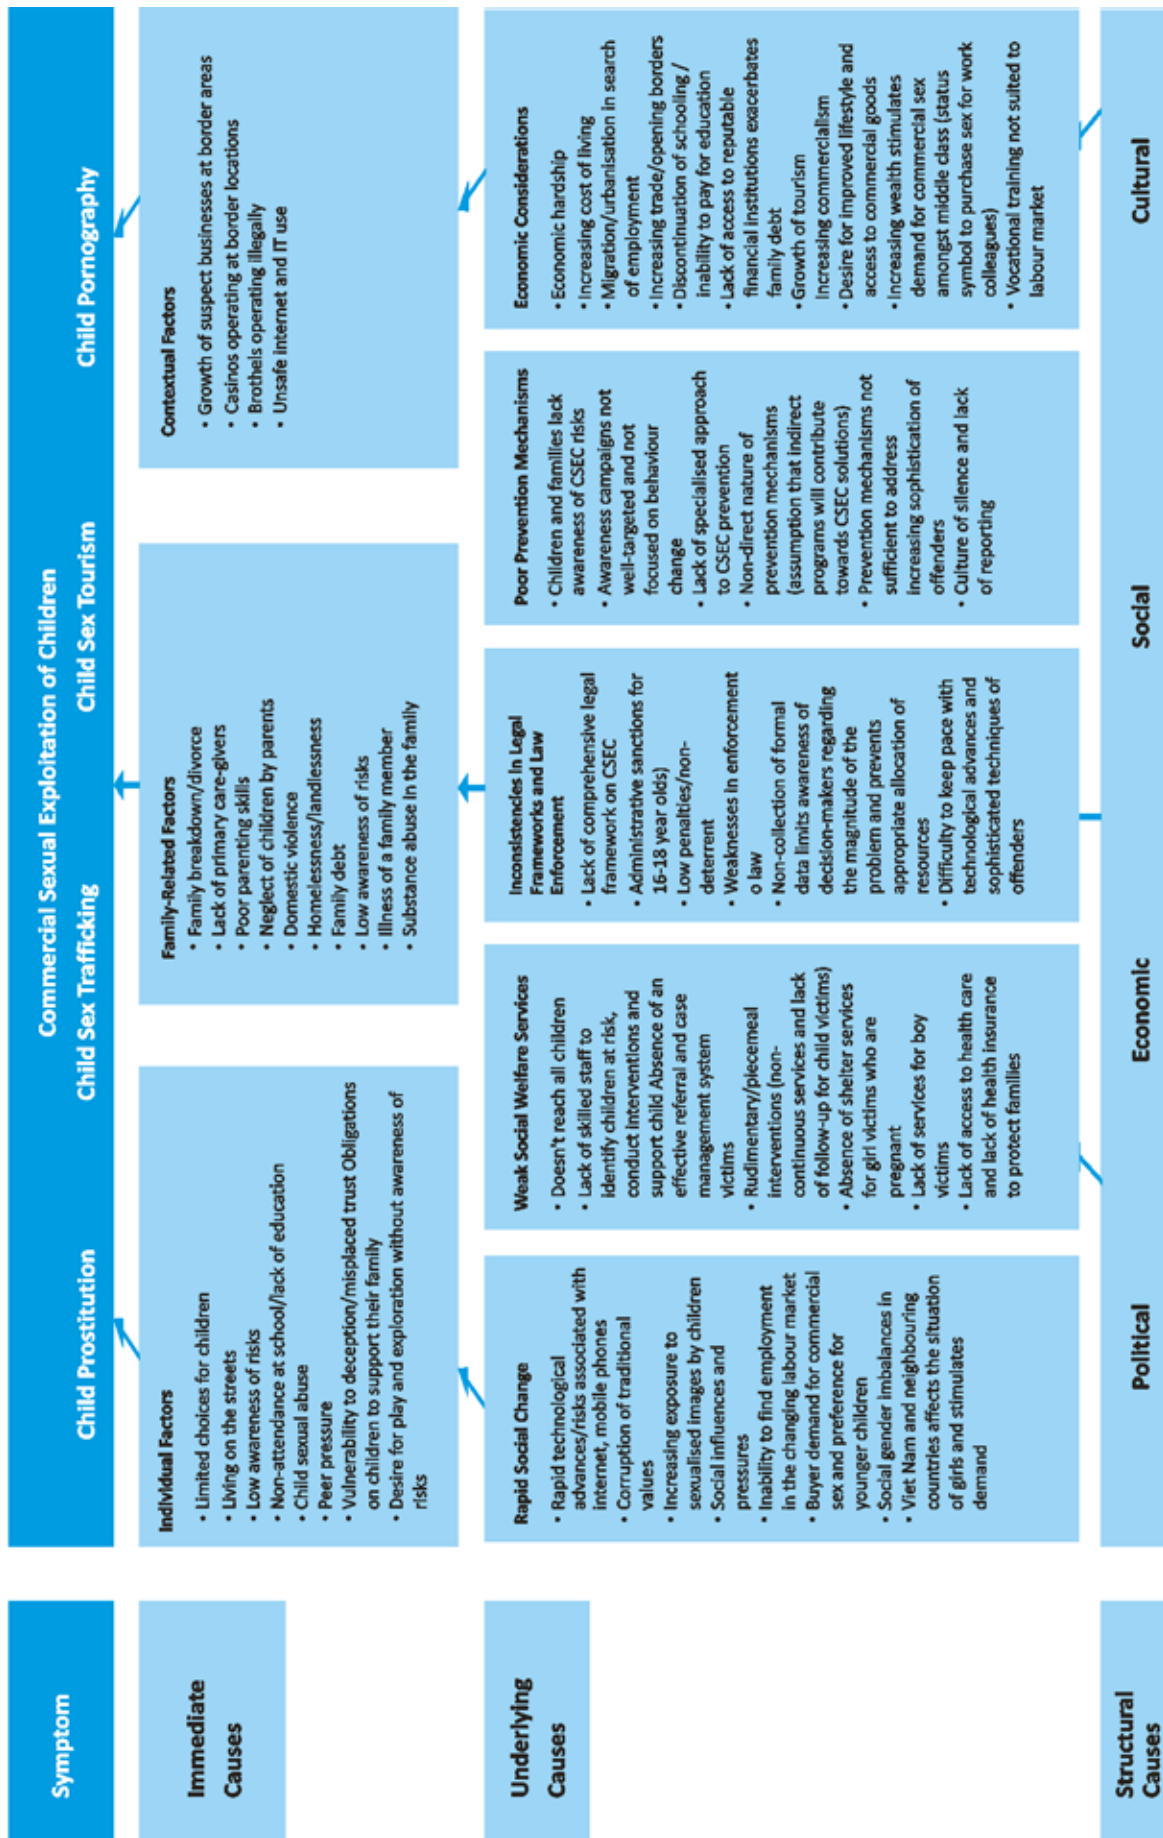 Symptom
Commercial Sexual Exploitation of Children
Child Prostitution
Child Sex Trafficking
Child Sex Tourism
Child Pornography
Immediate
Causes
Individual Factors
• Limited choices for children
• Living on the streets
• Low awareness of risks
• Non-attendance at school/lack of education
• Child sexual abuse
• Peer pressure
• Vulnerability to deception/misplaced trust Obligations
on children to support their family
• Desire for play and exploration without awareness of
risks
Family-Related Factors
• Family breakdown/divorce
• Lack of primary care-givers
• Poor parenting skills
• Neglect of children by parents
• Domestic violence
• Homelessness/andlessness
• Family debt
• Low awareness of risks
• Illness of a family member
• Substance abuse in the family
Contextual Factors
• Growth of suspect businesses at border areas
• Casinos operating at border locations
• Brothels operating illegally
• Unsafe internet and IT use
Underlying
Causes
Rapid Social Change
• Rapid technological
advances/risks associated with
internet, mobile phones
• Corruption of traditional
values
• Increasing exposure to
sexualised images by children
• Social influences and
pressures
• Inability to find employment
in the changing labour market
• Buyer demand for commercial
sex and preference for
younger children
• Social gender imbalances in
• Viet Nam and neighbouring
countries affects the situation
of girls and stimulates
demand
Weak Social Welfare Services
• Doesn't reach all children
• Lack of skilled staff to
identify children at risk,
conduct interventions and
support child Absence of an
effective referral and case
management system
victims
• Rudimentary/piecemeal
interventions (non-
continuous services and lack
of follow-up for child victims)
• Absence of shelter services
for girl victims who are
pregnant
• Lack of services for boy
victims
• Lack of access to health care
and lack of health insurance
to protect families
Inconsistencies In Legal
Frameworks and Law
Enforcement
• Lack of comprehensive legal
framework on CSEC
• Administrative sanctions for
16-18 year olds)
• Low penalties/non-
deterrent
• Weaknesses in enforcement
o law
• Non-collection of formal
data limits awareness of
decision-makers regarding
the magnitude of the
problem and prevents
appropriate allocation of
resources
• Difficulty to keep pace with
technological advances and
sophisticated techniques of
offenders
Poor Prevention Mechanisms
• Children and families lack
awareness of CSEC risks
• Awareness campaigns not
well-targeted and not
focused on behaviour
change
• Lack of specialised approach
to CSEC prevention
• Non-direct nature of
prevention mechanisms
(assumption that indirect
programs will contribute
towards CSEC solutions)
• Prevention mechanisms not
sufficient to address
increasing sophistication of
offenders
• Culture of silence and lack
of reporting
Economic Considerations
• Economic hardship
• Increasing cost of living
• Migration/urbanisation in search
of employment
• Increasing trade/opening borders
• Discontinuation of schooling /
inability to pay for education
• Lack of access to reputable
financial institutions exacerbates
family debt
• Growth of tourism
Increasing commercialism
• Desire for improved lifestyle and
access to commercial goods
• Increasing wealth stimulates
demand for commercial sex
amongst middle class (status
symbol to purchase sex for work
colleagues)
• Vocational training not suited to
labour market
Structural
Causes
Political
Economic
Social
Cultural